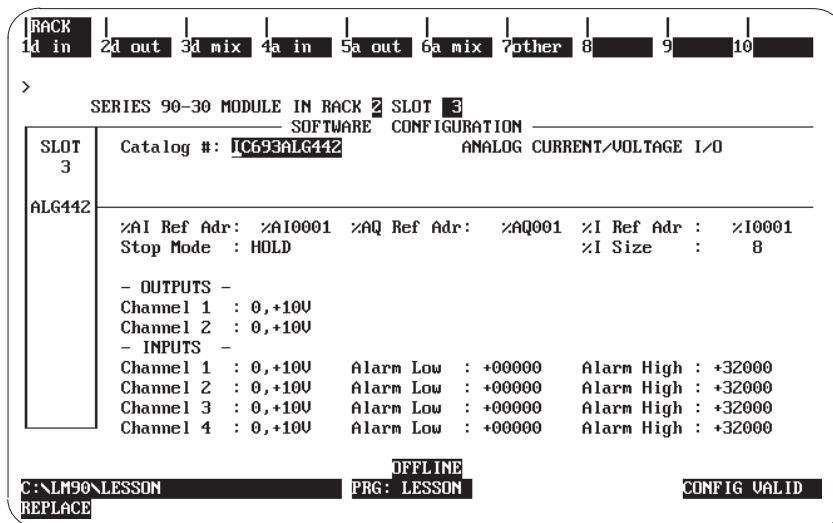 RACK
1d in 2d out 3d mix 4a in 5a out 6a mix 7other 8 9 10
>
SERIES 90-30 MODULE IN RACK 2 SLOT 3
SOFTWARE CONFIGURATION
SLOT Catalog #: IC693ALG442 ANALOG CURRENT/VOLTAGE I/O
3
ALG442
%AI Ref Adr: %AI0001 %AQ Ref Adr: %AQ001 %I Ref Adr : %I0001
Stop Mode : HOLD %I Size : 8
- OUTPUTS -
Channel 1 : 0,+10V
Channel 2 : 0,+10V
- INPUTS -
Channel 1 : 0,+10V Alarm Low : +00000 Alarm High : +32000
Channel 2 : 0,+10V Alarm Low : +00000 Alarm High : +32000
Channel 3 : 0,+10V Alarm Low : +00000 Alarm High : +32000
Channel 4 : 0,+10V Alarm Low : +00000 Alarm High : +32000
OFFLINE
C:\LM90\LESSON PRG: LESSON CONFIG VALID
REPLACE